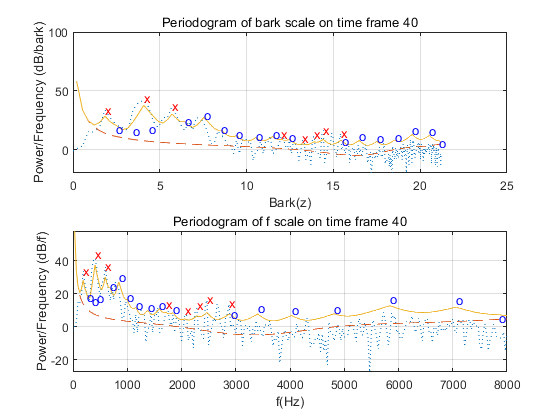 Periodogram of bark scale on time frame 40
Power/Frequency (dB/bark)
100
50
0
0 5 10 15 20 25
Bark(z)
Periodogram of f scale on time frame 40
Power/Frequency (dB/f)
40
20
0
-20
0 1000 2000 3000 4000 5000 6000 7000 8000
f(Hz)